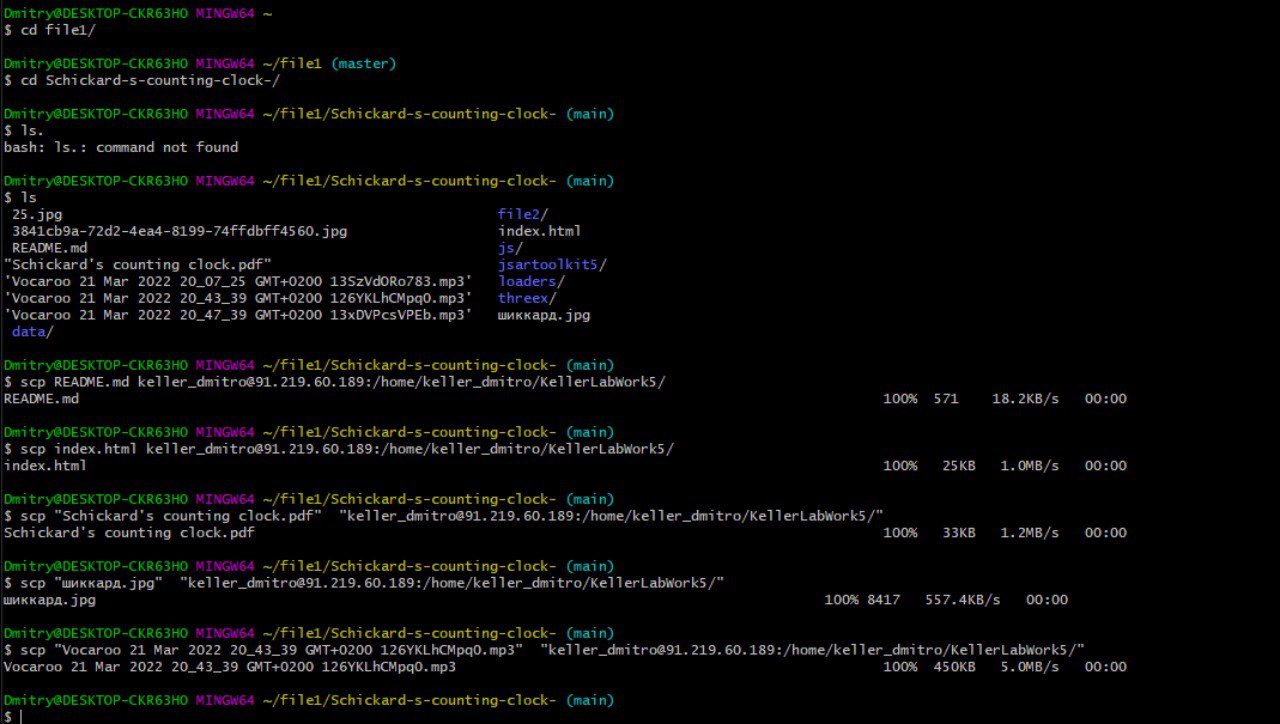 Dmitry@DESKTOP-CKR63HO MINGW64 ~
$ cd file1/

Dmitry@DESKTOP-CKR63HO MINGW64 ~/file1 (master)
$ cd Schickard-s-counting-clock-/

Dmitry@DESKTOP-CKR63HO MINGW64 ~/file1/Schickard-s-counting-clock- (main)
$ ls.
bash: ls.: command not found

Dmitry@DESKTOP-CKR63HO MINGW64 ~/file1/Schickard-s-counting-clock- (main)
$ ls
25.jpg file2/
3841cb9a-72d2-4ea4-8199-74ffdbff4560.jpg index.html
README.md js/
"Schickard's counting clock.pdf" jsartoolkit5/
'Vocaroo 21 Mar 2022 20_07_25 GMT+0200 13SzVdORo783.mp3' loaders/
'Vocaroo 21 Mar 2022 20_43_39 GMT+0200 126YKLhCMpq0.mp3' threex/
'Vocaroo 21 Mar 2022 20_47_39 GMT+0200 13xDVPcsVPEb.mp3' шиккард.jpg
data/

Dmitry@DESKTOP-CKR63HO MINGW64 ~/file1/Schickard-s-counting-clock- (main)
$ scp README.md keller_dmitro@91.219.60.189:/home/keller_dmitro/KellerLabWork5/
README.md 100% 571 18.2KB/s 00:00

Dmitry@DESKTOP-CKR63HO MINGW64 ~/file1/Schickard-s-counting-clock- (main)
$ scp index.html keller_dmitro@91.219.60.189:/home/keller_dmitro/KellerLabWork5/
index.html 100% 25KB 1.0MB/s 00:00

Dmitry@DESKTOP-CKR63HO MINGW64 ~/file1/Schickard-s-counting-clock- (main)
$ scp "Schickard's counting clock.pdf" "keller_dmitro@91.219.60.189:/home/keller_dmitro/KellerLabWork5/"
Schickard's counting clock.pdf 100% 33KB 1.2MB/s 00:00

Dmitry@DESKTOP-CKR63HO MINGW64 ~/file1/Schickard-s-counting-clock- (main)
$ scp "шиккард.jpg" "keller_dmitro@91.219.60.189:/home/keller_dmitro/KellerLabWork5/"
шиккард.jpg 100% 8417 557.4KB/s 00:00

Dmitry@DESKTOP-CKR63HO MINGW64 ~/file1/Schickard-s-counting-clock- (main)
$ scp "Vocaroo 21 Mar 2022 20_43_39 GMT+0200 126YKLhCMpq0.mp3" "keller_dmitro@91.219.60.189:/home/keller_dmitro/KellerLabWork5/"
Vocaroo 21 Mar 2022 20_43_39 GMT+0200 126YKLhCMpq0.mp3 100% 450KB 5.0MB/s 00:00

Dmitry@DESKTOP-CKR63HO MINGW64 ~/file1/Schickard-s-counting-clock- (main)
$